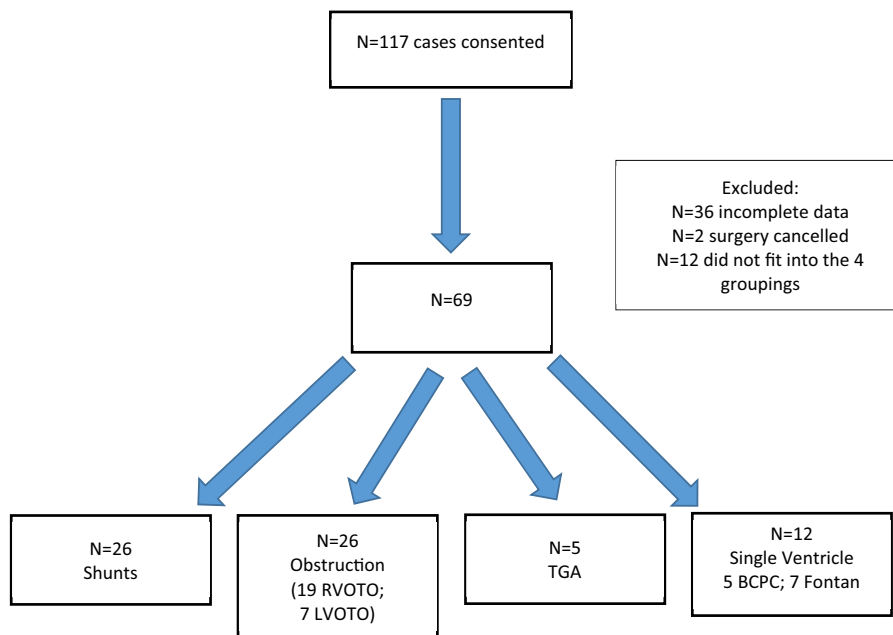 N=117 cases consented
Excluded:
N=36 incomplete data
N=2 surgery cancelled
N=12 did not fit into the 4
groupings
N=69
N=26
Shunts
N=26
Obstruction
(19 RVOTO;
7 LVOTO)
N=5
TGA
N=12
Single Ventricle
5 BCPC; 7 Fontan